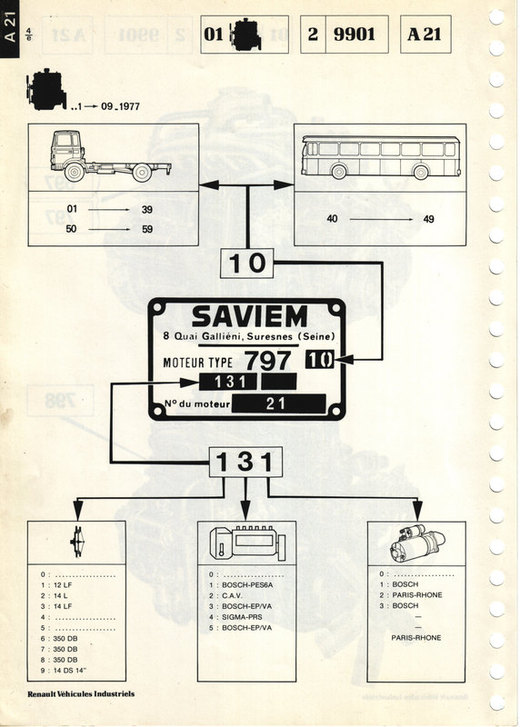 A 21
4/6
01
2 9901
A 21
..1 → 09_1977
01 → 39
50 → 59
40 → 49
10
SAVIEM
8 Quai Galliéni, Suresnes (Seine)
MOTEUR TYPE 797 10
131
Nº du moteur 21
131
0 : ..................
1 : 12 LF
2 : 14 L
3 : 14 LF
4 : ..................
5 : ..................
6 : 350 DB
7 : 350 DB
8 : 350 DB
9 : 14 DS 14"
0 : ..................
1 : BOSCH-PES6A
2 : C.A.V.
3 : BOSCH-EP/VA
4 : SIGMA-PRS
5 : BOSCH-EP/VA
0 : ..................
1 : BOSCH
2 : PARIS-RHONE
3 : BOSCH
—
—
PARIS-RHONE
Renault Véhicules Industriels